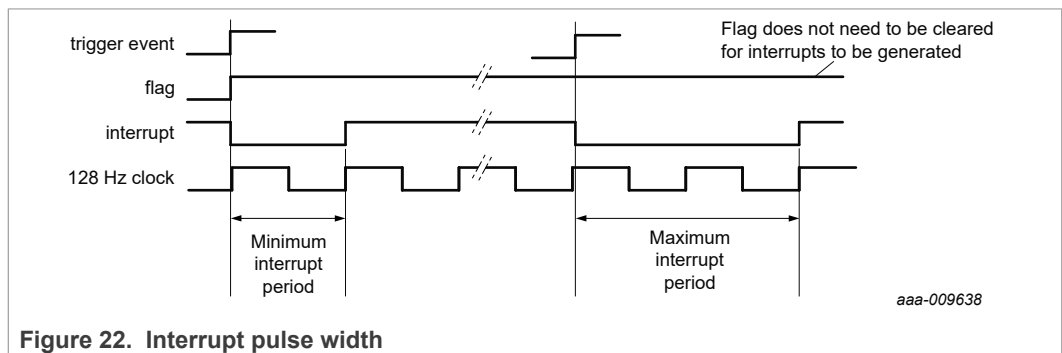 trigger event
Flag does not need to be cleared
for interrupts to be generated
flag
interrupt
128 Hz clock
Minimum
interrupt
period
Maximum
interrupt
period
aaa-009638
Figure 22. Interrupt pulse width